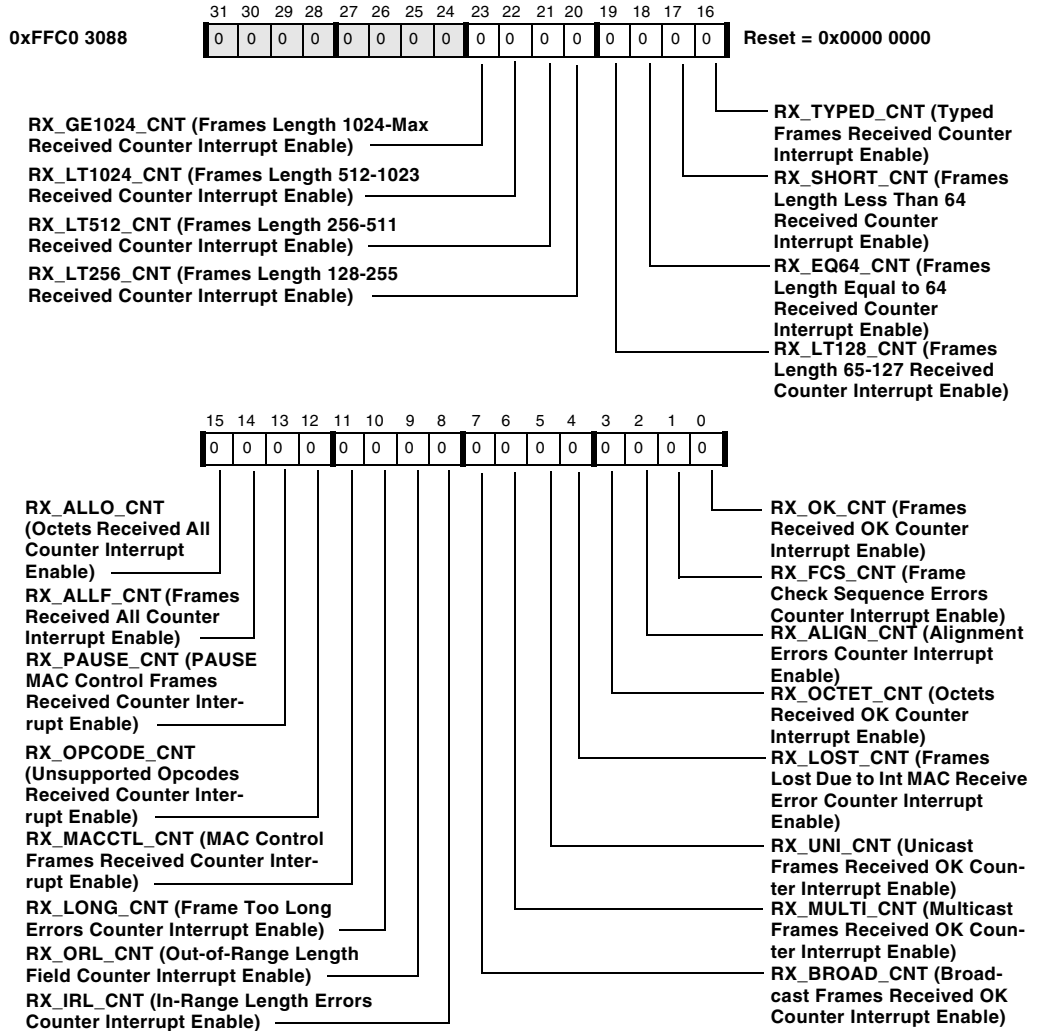 31 30 29 28 27 26 25 24 23 22 21 20 19 18 17 16
0xFFC0 3088
0 0 0 0 0 0 0 0 0 0 0 0 0 0 0 0
Reset = 0x0000 0000
RX_GE1024_CNT (Frames Length 1024-Max
Received Counter Interrupt Enable)
RX_LT1024_CNT (Frames Length 512-1023
Received Counter Interrupt Enable)
RX_LT512_CNT (Frames Length 256-511
Received Counter Interrupt Enable)
RX_LT256_CNT (Frames Length 128-255
Received Counter Interrupt Enable)
RX_TYPED_CNT (Typed
Frames Received Counter
Interrupt Enable)
RX_SHORT_CNT (Frames
Length Less Than 64
Received Counter
Interrupt Enable)
RX_EQ64_CNT (Frames
Length Equal to 64
Received Counter
Interrupt Enable)
RX_LT128_CNT (Frames
Length 65-127 Received
Counter Interrupt Enable)
15 14 13 12 11 10 9 8 7 6 5 4 3 2 1 0
0 0 0 0 0 0 0 0 0 0 0 0 0 0 0 0
RX_ALLO_CNT
(Octets Received All
Counter Interrupt
Enable)
RX_ALLF_CNT (Frames
Received All Counter
Interrupt Enable)
RX_PAUSE_CNT (PAUSE
MAC Control Frames
Received Counter Inter-
rupt Enable)
RX_OPCODE_CNT
(Unsupported Opcodes
Received Counter Inter-
rupt Enable)
RX_MACCTL_CNT (MAC Control
Frames Received Counter Inter-
rupt Enable)
RX_LONG_CNT (Frame Too Long
Errors Counter Interrupt Enable)
RX_ORL_CNT (Out-of-Range Length
Field Counter Interrupt Enable)
RX_IRL_CNT (In-Range Length Errors
Counter Interrupt Enable)
RX_OK_CNT (Frames
Received OK Counter
Interrupt Enable)
RX_FCS_CNT (Frame
Check Sequence Errors
Counter Interrupt Enable)
RX_ALIGN_CNT (Alignment
Errors Counter Interrupt
Enable)
RX_OCTET_CNT (Octets
Received OK Counter
Interrupt Enable)
RX_LOST_CNT (Frames
Lost Due to Int MAC Receive
Error Counter Interrupt
Enable)
RX_UNI_CNT (Unicast
Frames Received OK Coun-
ter Interrupt Enable)
RX_MULTI_CNT (Multicast
Frames Received OK Coun-
ter Interrupt Enable)
RX_BROAD_CNT (Broad-
cast Frames Received OK
Counter Interrupt Enable)